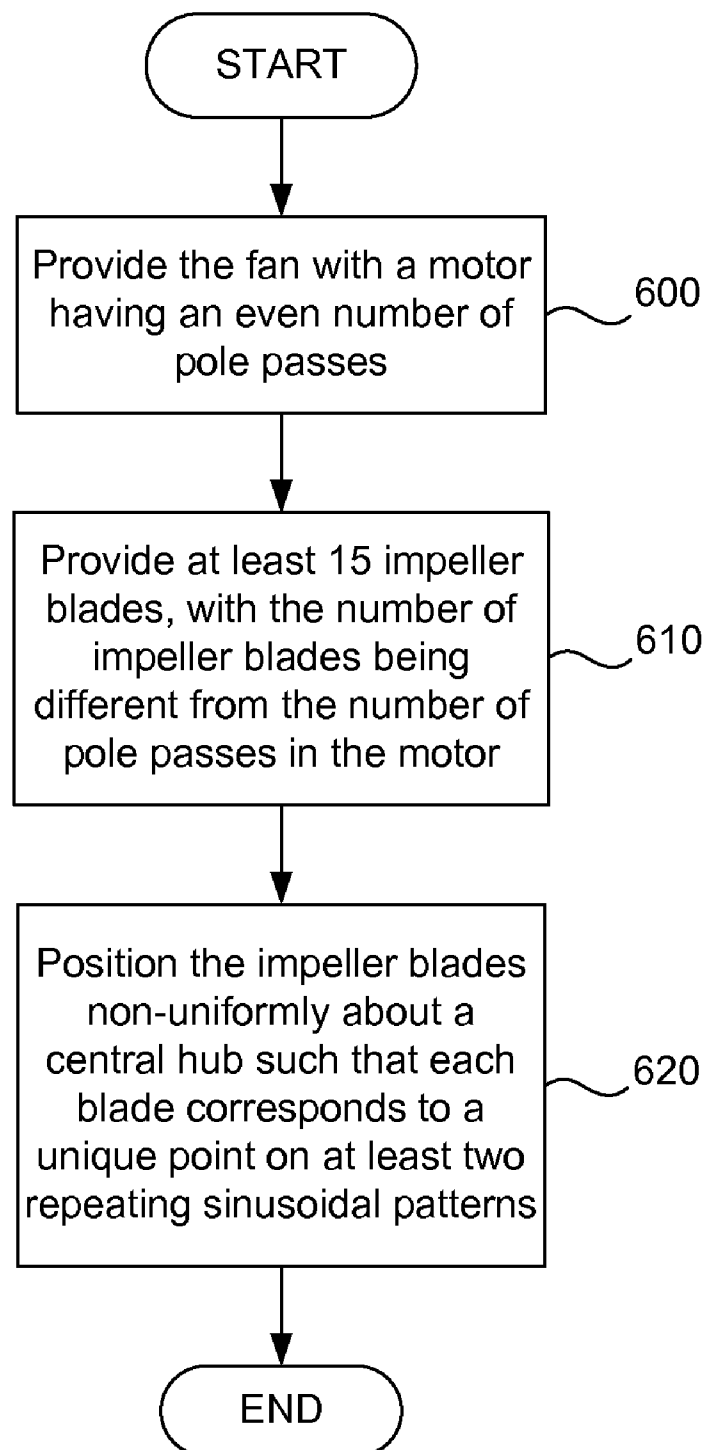 START
Provide the fan with a motor
having an even number of
pole passes
600
Provide at least 15 impeller
blades, with the number of
impeller blades being
different from the number of
pole passes in the motor
610
Position the impeller blades
non-uniformly about a
central hub such that each
blade corresponds to a
unique point on at least two
repeating sinusoidal patterns
620
END